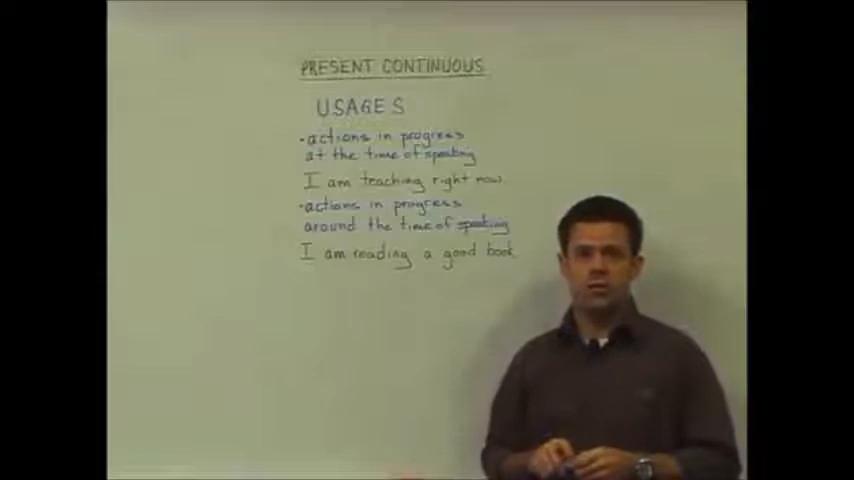 PRESENT CONTINUOUS
USAGES
• actions in progress
at the time of speaking
I am teaching right now.
• actions in progress
around the time of speaking
I am reading a good book.